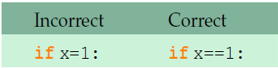 Incorrect Correct
if x=1: if x==1: